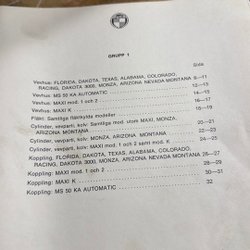 GRUPP 1
Sida
Vevhus: FLORIDA, DAKOTA, TEXAS, ALABAMA, COLORADO,
RACING, DAKOTA 3000, MONZA, ARIZONA NEVADA MONTANA 8—11
Vevhus: MS 50 KA AUTOMATIC 12—13
Vevhus: MAXI mod. 1 och 2 14—15
Vevhus: MAXI K 16—17
Fläkt. Samtliga fläktkylda modeller 18—19
Cylinder, vevparti, kolv. Samtliga mod. utom MAXI, MONZA,
ARIZONA MONTANA 20—21
Cylinder, vevparti, kolv, MONZA, ARIZONA MONTANA 22—23
Cylinder, vevparti, kolv. MAXI mod. 1 och 2 samt mod. K 24—25
Koppling, FLORIDA, DAKOTA, TEXAS, ALABAMA, COLORADO,
RACING, DAKOTA 3000, MONZA, ARIZONA NEVADA MONTANA 26—27
Koppling: MAXI mod. 1 och 2 28—29
Koppling: MAXI K 30—31
Koppling: MS 50 KA AUTOMATIC 32